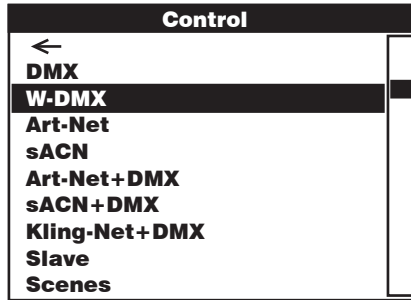 Control
←
DMX
W-DMX
Art-Net
sACN
Art-Net+DMX
sACN+DMX
Kling-Net+DMX
Slave
Scenes